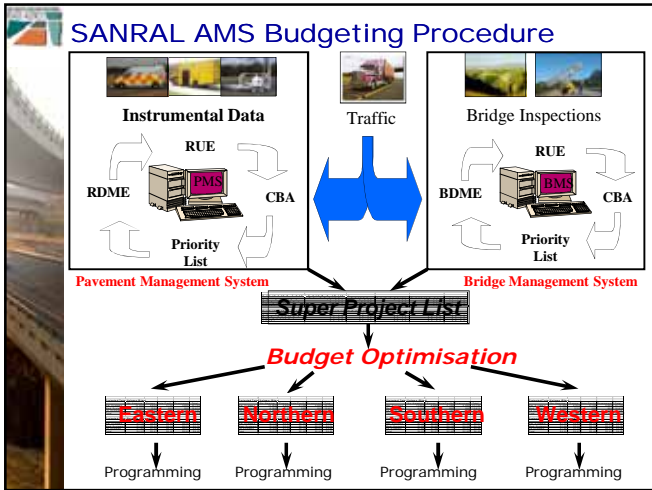 SANRAL AMS Budgeting Procedure
Instrumental Data
RUE
RDME
PMS
CBA
Priority
List
Pavement Management System
Traffic
Bridge Inspections
RUE
BDME
BMS
CBA
Priority
List
Bridge Management System
Super Project List
Budget Optimisation
Eastern Northern Southern Western
Programming Programming Programming Programming